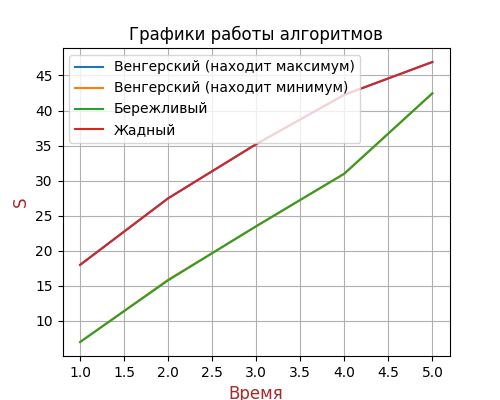 Графики работы алгоритмов
Венгерский (находит максимум)
Венгерский (находит минимум)
Бережливый
Жадный
45
40
35
30
25
20
15
10
S
1.0 1.5 2.0 2.5 3.0 3.5 4.0 4.5 5.0
Время